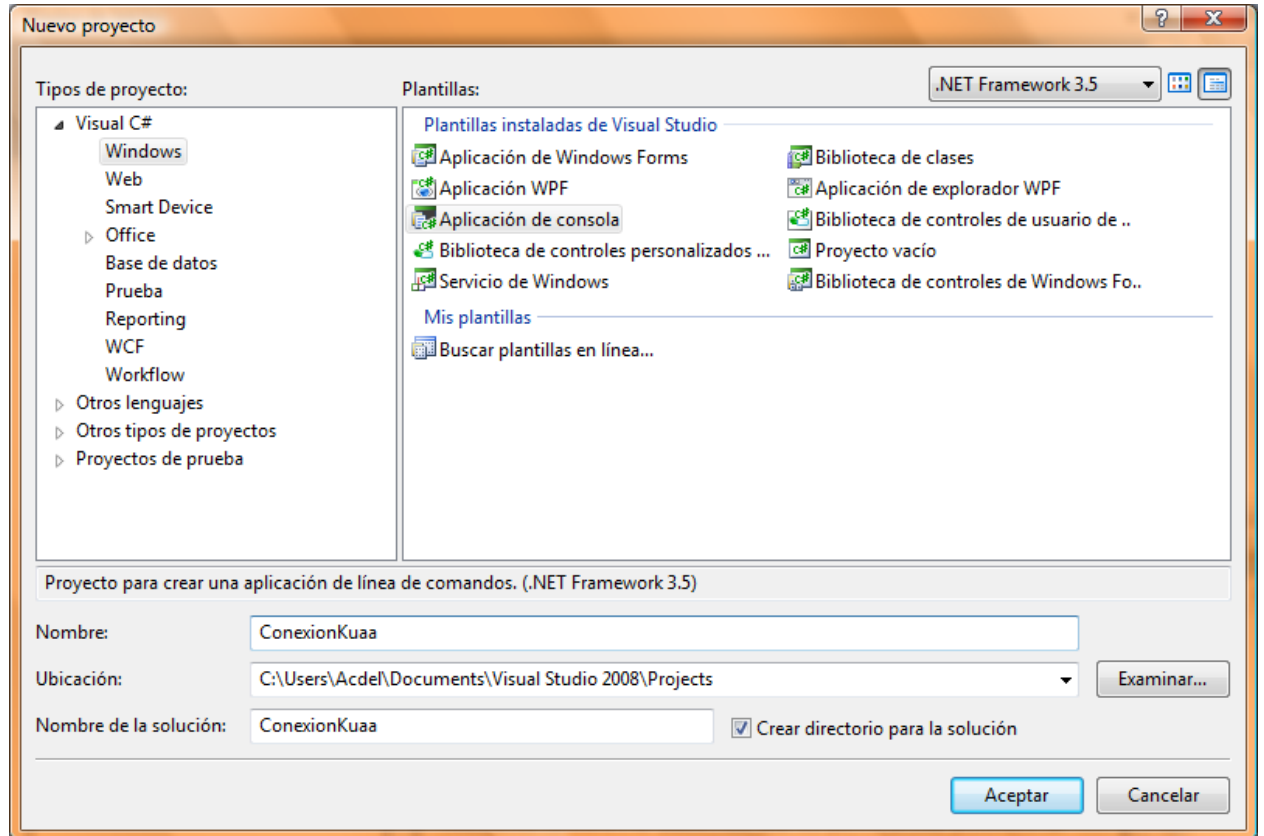 Nuevo proyecto
Tipos de proyecto:
Plantillas:
.NET Framework 3.5
Visual C#
Windows
Web
Smart Device
Office
Base de datos
Prueba
Reporting
WCF
Workflow
Otros lenguajes
Otros tipos de proyectos
Proyectos de prueba
Plantillas instaladas de Visual Studio
Aplicación de Windows Forms
Biblioteca de clases
Aplicación WPF
Aplicación de explorador WPF
Aplicación de consola
Biblioteca de controles de usuario de ..
Biblioteca de controles personalizados ...
Proyecto vacío
Servicio de Windows
Biblioteca de controles de Windows Fo..
Mis plantillas
Buscar plantillas en línea...
Proyecto para crear una aplicación de línea de comandos. (.NET Framework 3.5)
Nombre:
ConexionKuaa
Ubicación:
C:\Users\Acdel\Documents\Visual Studio 2008\Projects
Examinar...
Nombre de la solución:
ConexionKuaa
Crear directorio para la solución
Aceptar
Cancelar